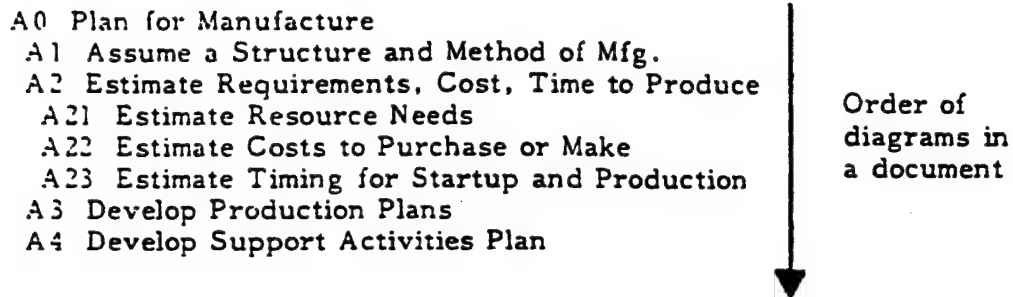 A0 Plan for Manufacture
A1 Assume a Structure and Method of Mfg.
A2 Estimate Requirements, Cost, Time to Produce
A21 Estimate Resource Needs
A22 Estimate Costs to Purchase or Make
A23 Estimate Timing for Startup and Production
A3 Develop Production Plans
A4 Develop Support Activities Plan
Order of
diagrams in
a document